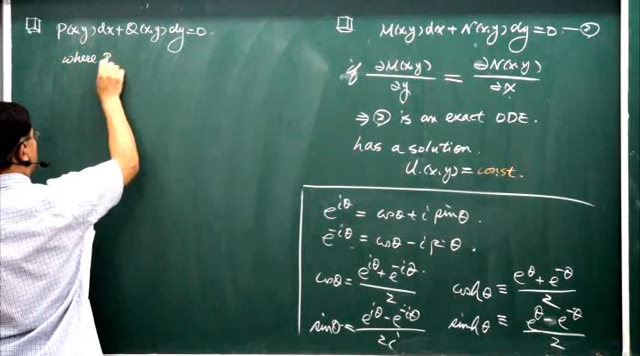 □ P(x,y)dx+Q(x,y)dy=0.
where
□ M(x,y)dx+N(x,y)dy=0 —②
if ∂M(x,y)/∂y = ∂N(x,y)/∂x
⇒ ② is an exact ODE.
has a solution.
u(x,y)=const.
e^{iθ} = cosθ + i sinθ.
e^{-iθ} = cosθ - i sinθ.
cosθ = (e^{iθ}+e^{-iθ})/2
coshθ ≡ (e^{θ}+e^{-θ})/2
sinθ = (e^{iθ}-e^{-iθ})/2i
sinhθ ≡ (e^{θ}-e^{-θ})/2